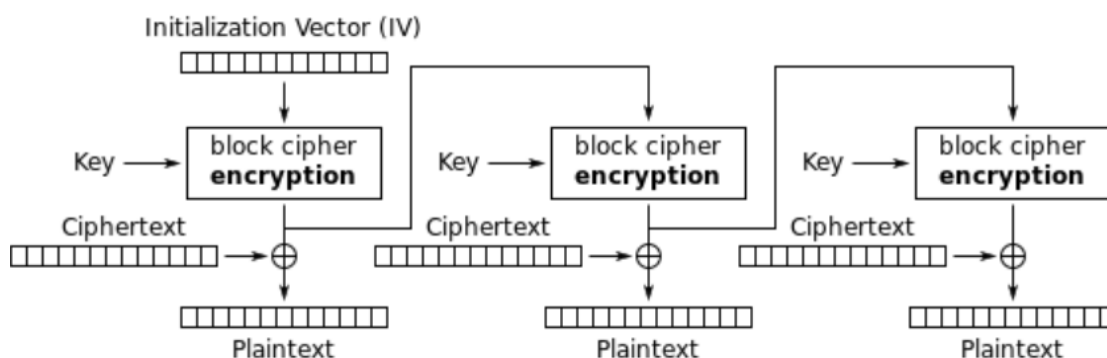 Initialization Vector (IV)
Key
block cipher
encryption
Key
block cipher
encryption
Key
block cipher
encryption
Ciphertext
Ciphertext
Ciphertext
Plaintext
Plaintext
Plaintext